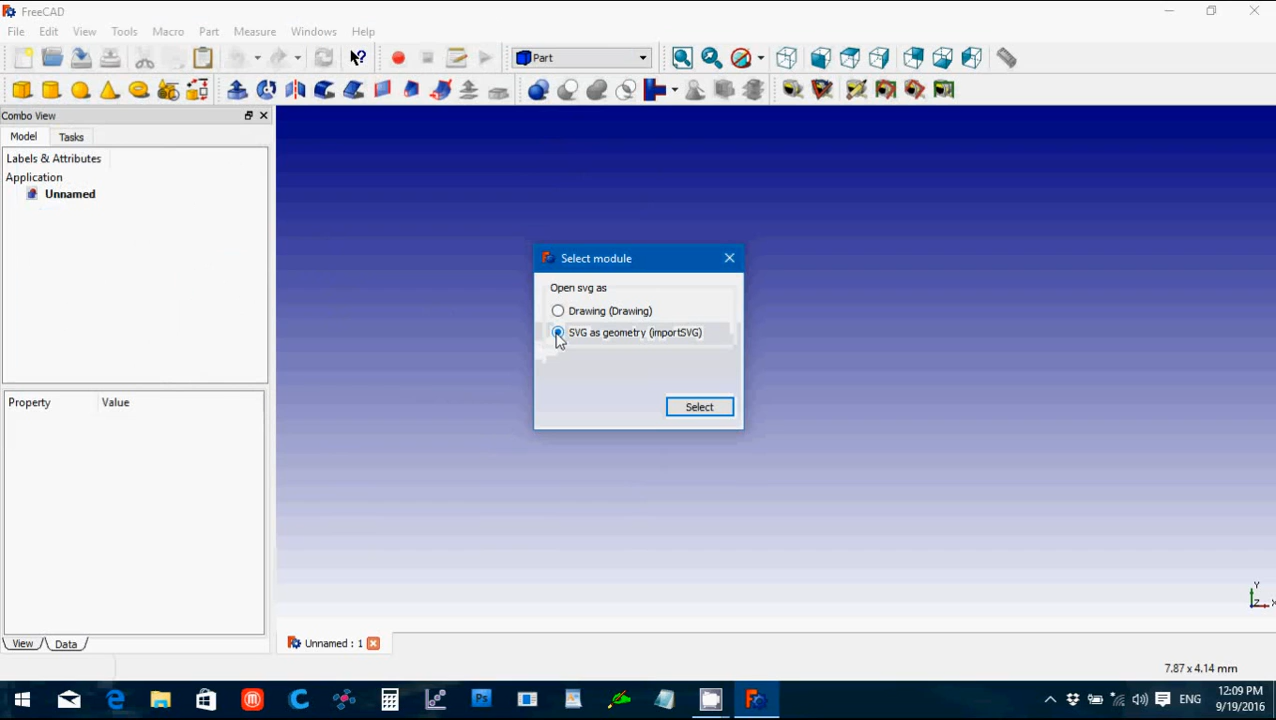 FreeCAD
File Edit View Tools Macro Part Measure Windows Help
Part
Combo View
Model Tasks
Labels & Attributes
Application
Unnamed
Select module
Open svg as
Drawing (Drawing)
SVG as geometry (importSVG)
Select
Property Value
Y
Z X
View Data
Unnamed : 1
7.87 x 4.14 mm
ENG
12:09 PM
9/19/2016